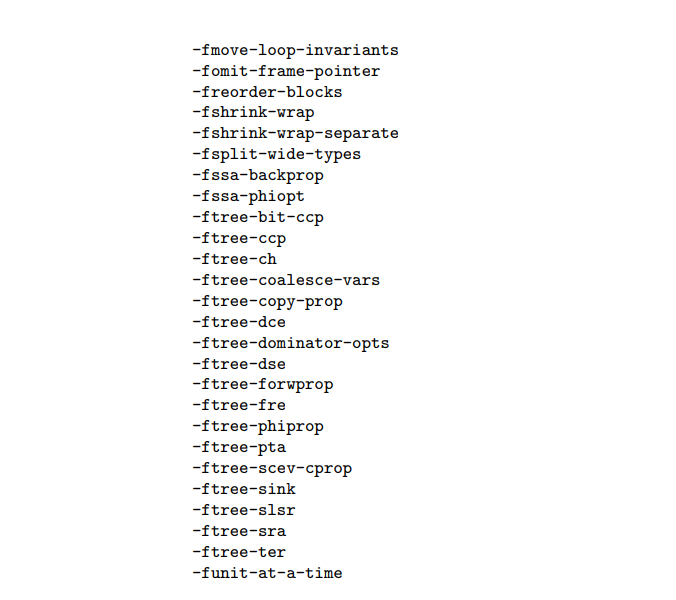 -fmove-loop-invariants
-fomit-frame-pointer
-freorder-blocks
-fshrink-wrap
-fshrink-wrap-separate
-fsplit-wide-types
-fssa-backprop
-fssa-phiopt
-ftree-bit-ccp
-ftree-ccp
-ftree-ch
-ftree-coalesce-vars
-ftree-copy-prop
-ftree-dce
-ftree-dominator-opts
-ftree-dse
-ftree-forwprop
-ftree-fre
-ftree-phiprop
-ftree-pta
-ftree-scev-cprop
-ftree-sink
-ftree-slsr
-ftree-sra
-ftree-ter
-funit-at-a-time